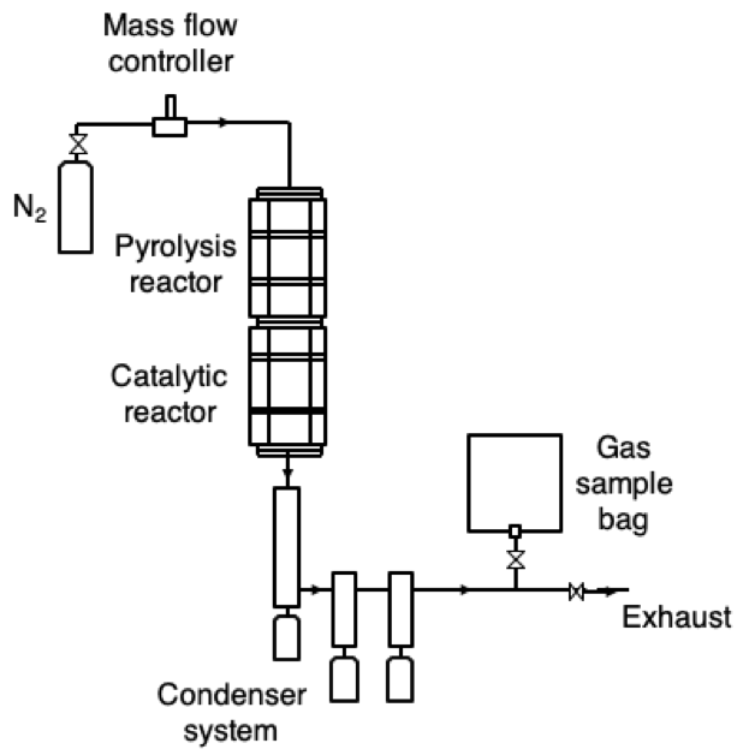 Mass flow
controller
N₂
Pyrolysis
reactor
Catalytic
reactor
Gas
sample
bag
Exhaust
Condenser
system